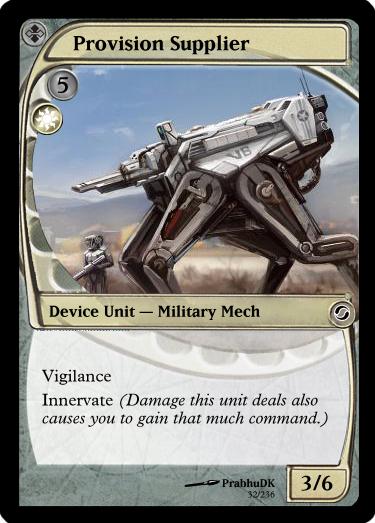 Provision Supplier
5
V6
Device Unit — Military Mech
Vigilance
Innervate (Damage this unit deals also
causes you to gain that much command.)
PrabhuDK
32/236
3/6